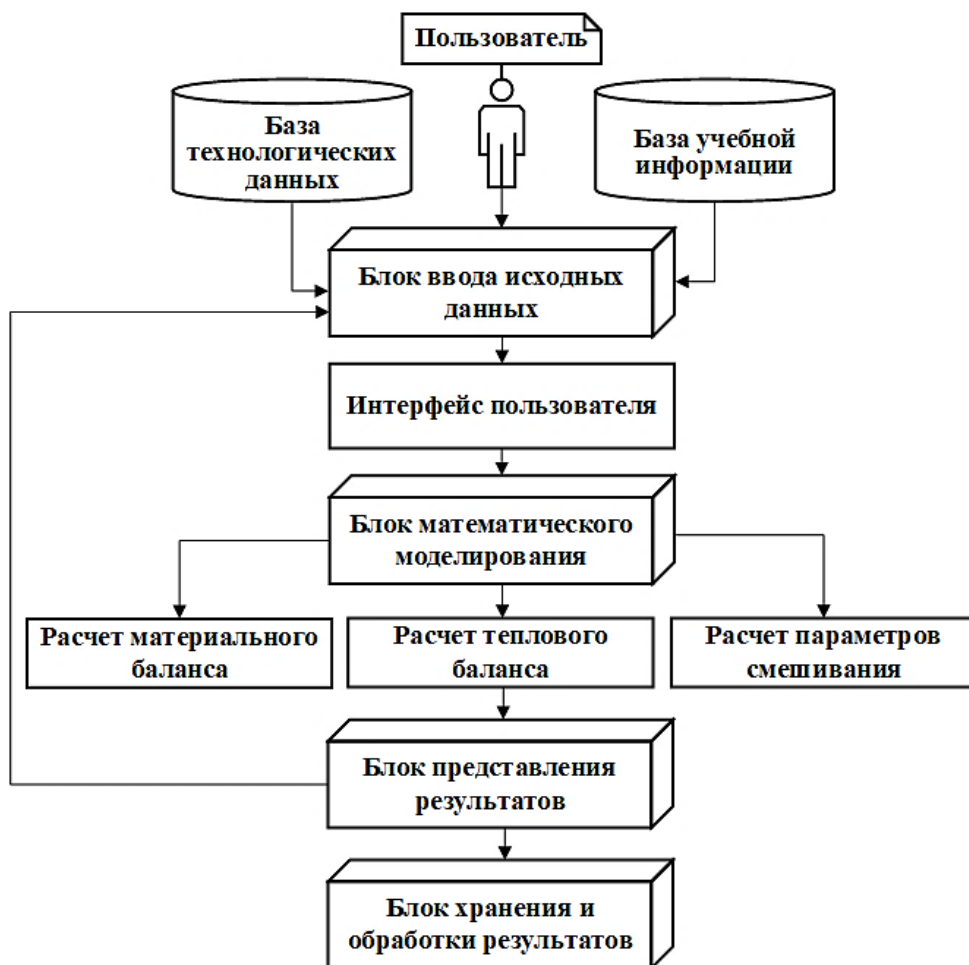 Пользователь
База
технологических
данных
База учебной
информации
Блок ввода исходных
данных
Интерфейс пользователя
Блок математического
моделирования
Расчет материального
баланса
Расчет теплового
баланса
Расчет параметров
смешивания
Блок представления
результатов
Блок хранения и
обработки результатов